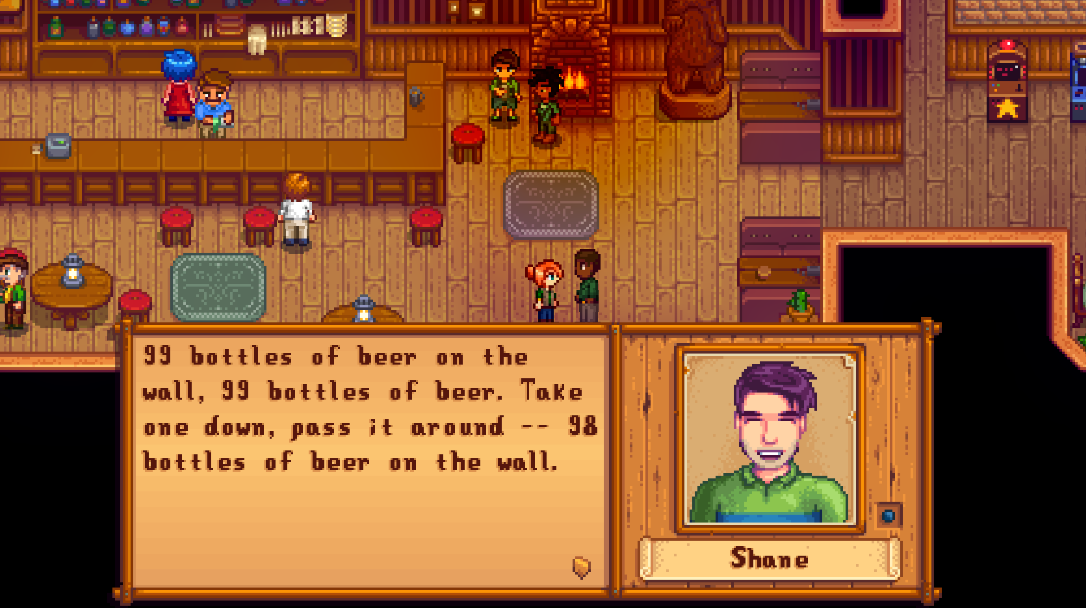 99 bottles of beer on the
wall, 99 bottles of beer. Take
one down, pass it around -- 98
bottles of beer on the wall.
Shane